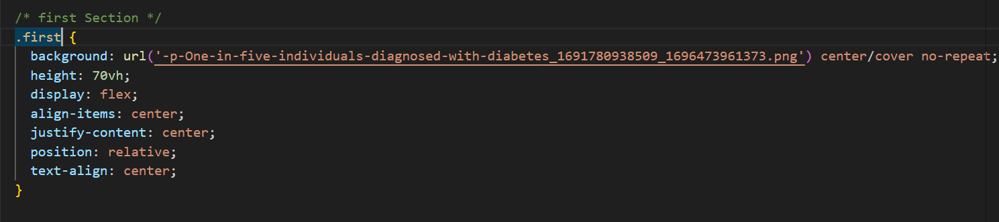 /* first Section */
.first {
  background: url('-p-One-in-five-individuals-diagnosed-with-diabetes_1691780938509_1696473961373.png') center/cover no-repeat;
  height: 70vh;
  display: flex;
  align-items: center;
  justify-content: center;
  position: relative;
  text-align: center;
}